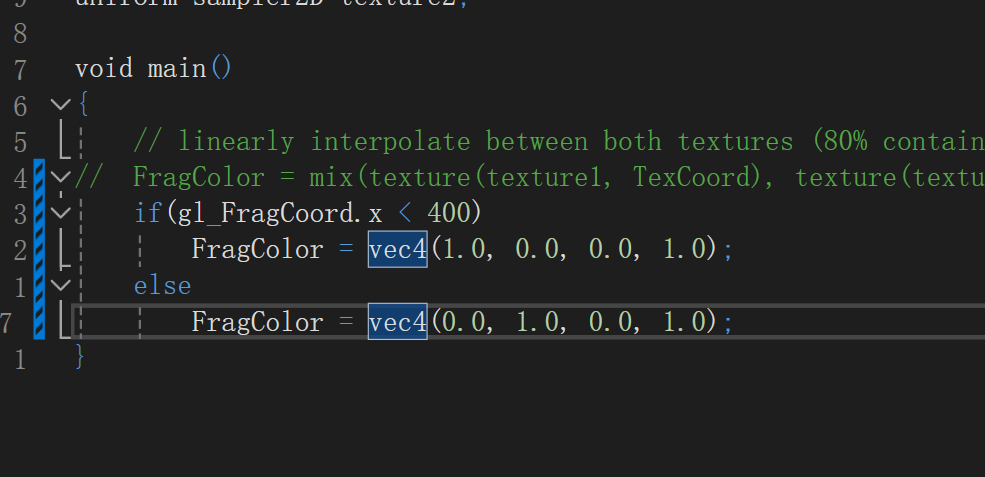 uniform sampler2D texture2;
8
7 void main()
6 {
5 // linearly interpolate between both textures (80% contain
4 // FragColor = mix(texture(texture1, TexCoord), texture(textu
3 if(gl_FragCoord.x < 400)
2 FragColor = vec4(1.0, 0.0, 0.0, 1.0);
1 else
7 FragColor = vec4(0.0, 1.0, 0.0, 1.0);
1 }